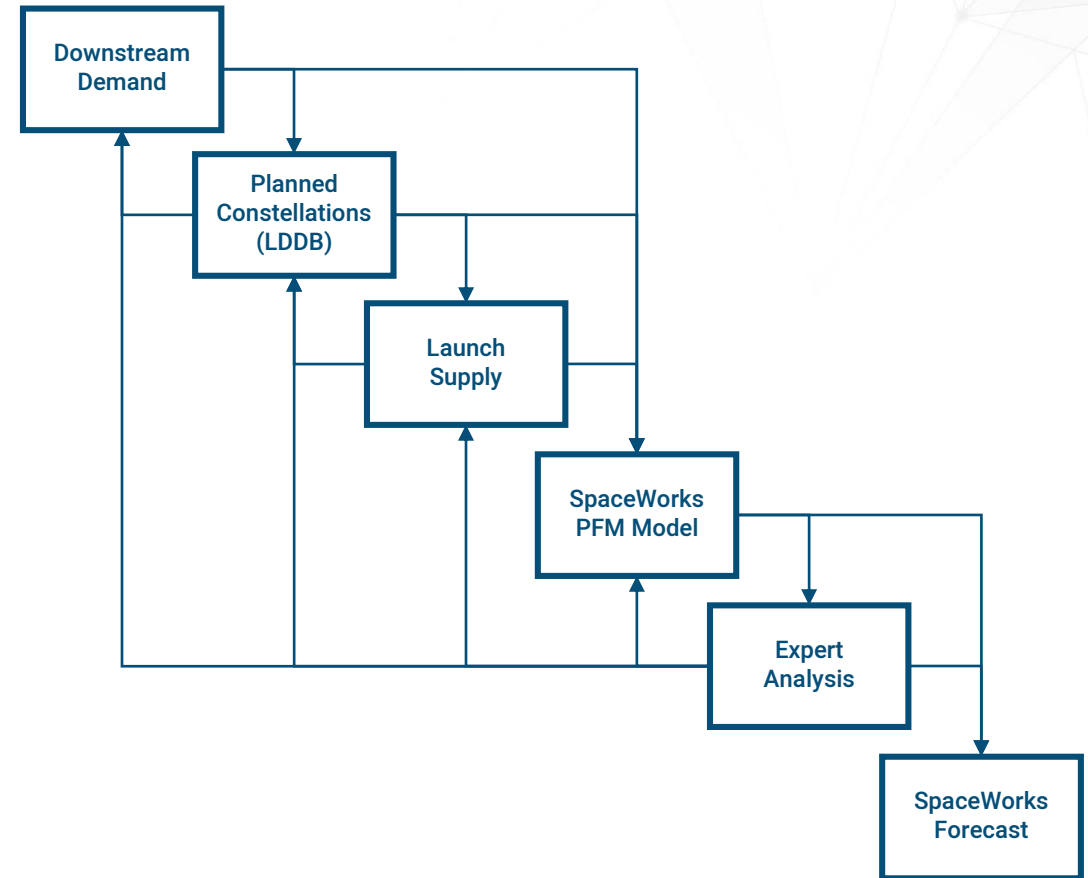 Downstream
Demand
Planned
Constellations
(LDDB)
Launch
Supply
SpaceWorks
PFM Model
Expert
Analysis
SpaceWorks
Forecast